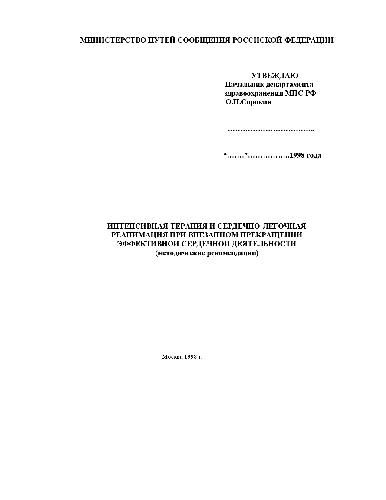 МИНИСТЕРСТВО ПУТЕЙ СООБЩЕНИЯ РОССИСКОЙ ФЕДЕРАЦИИ
УТВЕРЖДАЮ
Начальник департамента
здравоохранения МПС РФ
О.Н.Сорокин
"........"...................1998 года
ИНТЕНСИВНАЯ ТЕРАПИЯ И СЕРДЕЧНО-ЛЕГОЧНАЯ
РЕАНИМАЦИЯ ПРИ ВНЕЗАПНОМ ПРЕКРАЩЕНИИ
ЭФФЕКТИВНОЙ СЕРДЕЧНОЙ ДЕЯТЕЛЬНОСТИ
(методические рекомендации)
Москва, 1998 г.